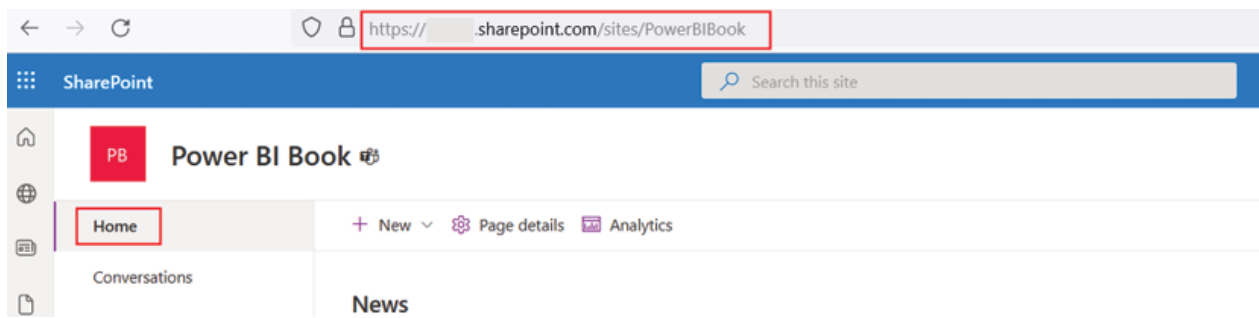 https:// .sharepoint.com/sites/PowerBIBook
SharePoint
Search this site
PB
Power BI Book
Home
New
Page details
Analytics
Conversations
News